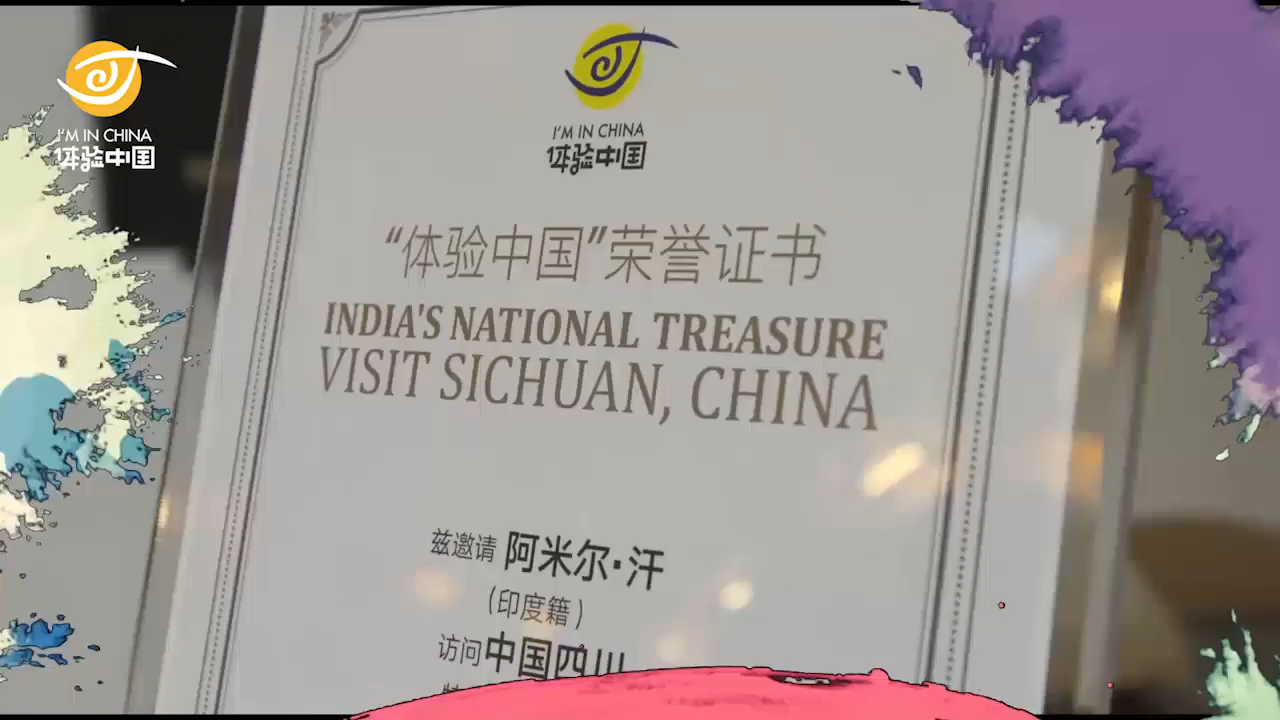 I'M IN CHINA
体验中国
I'M IN CHINA
体验中国
“体验中国”荣誉证书
INDIA'S NATIONAL TREASURE
VISIT SICHUAN, CHINA
兹邀请 阿米尔·汗
(印度籍)
访问中国四川